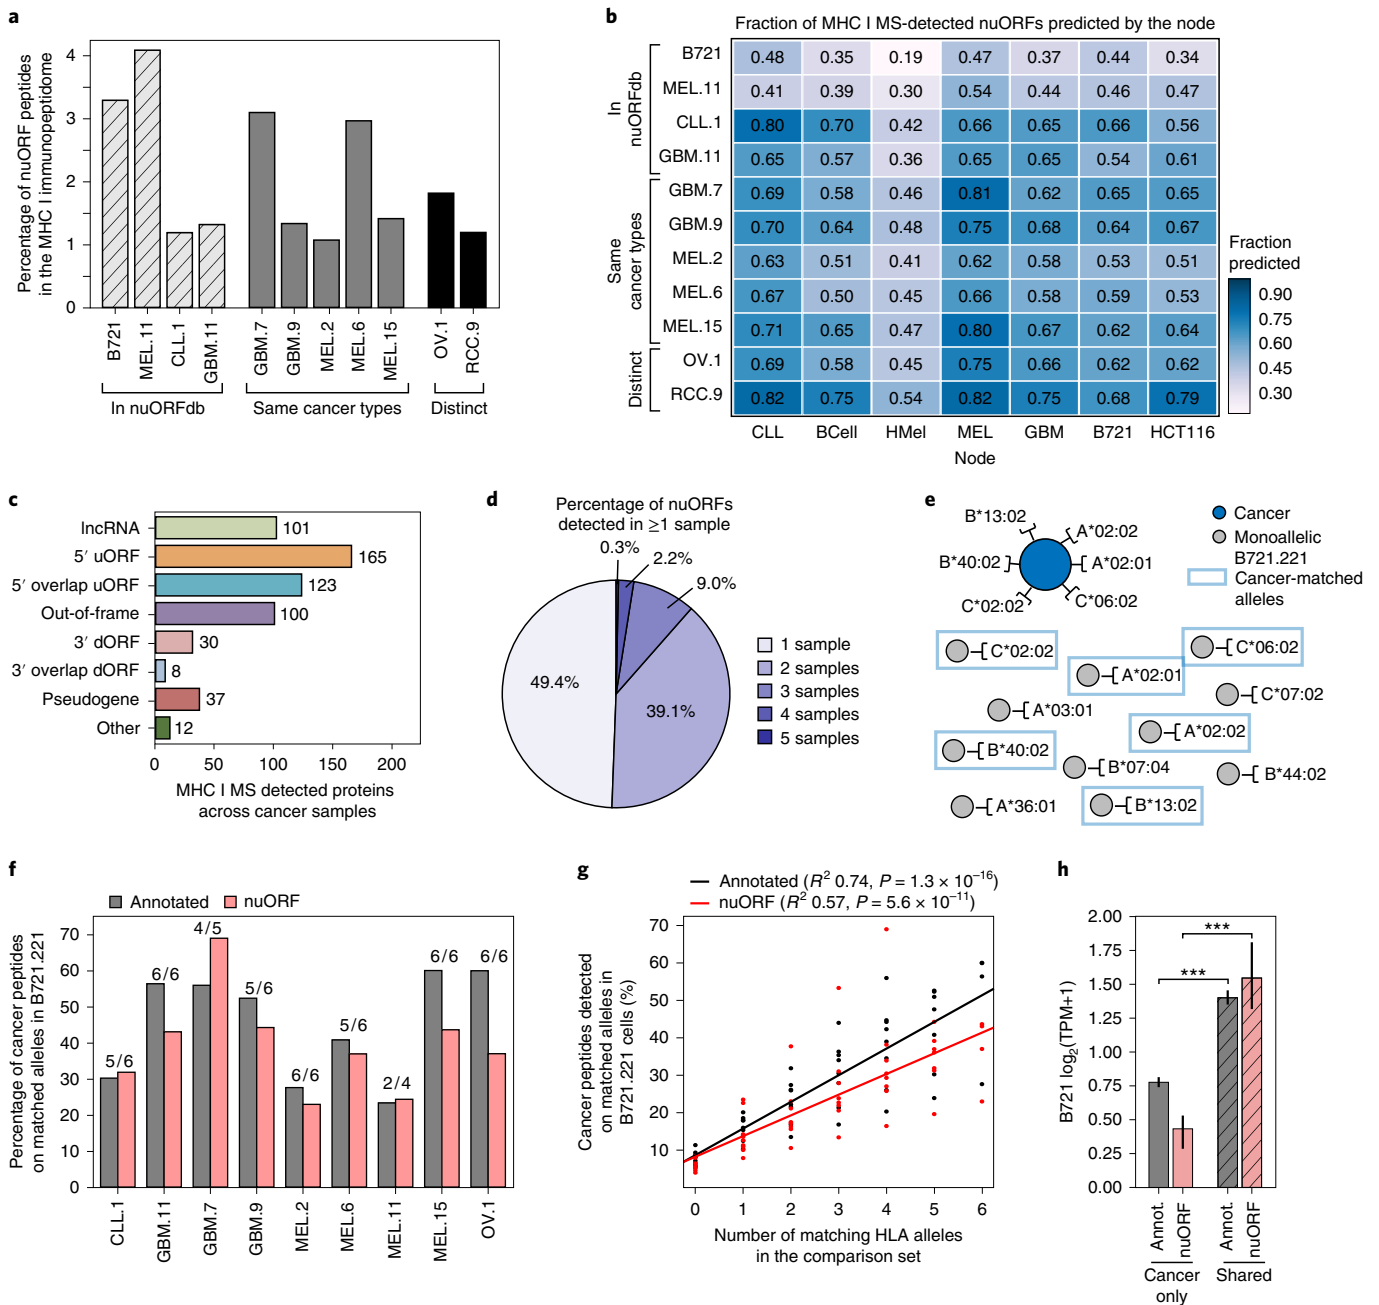 a
Percentage of nuORF peptides
in the MHC I immunopeptidome
4
3
2
1
0
B721
MEL.11
CLL.1
GBM.11
GBM.7
GBM.9
MEL.2
MEL.6
MEL.15
OV.1
RCC.9
In nuORFdb
Same cancer types
Distinct
b
Fraction of MHC I MS-detected nuORFs predicted by the node
In
nuORFdb
Same
cancer types
Distinct
B721 0.48 0.35 0.19 0.47 0.37 0.44 0.34
MEL.11 0.41 0.39 0.30 0.54 0.44 0.46 0.47
CLL.1 0.80 0.70 0.42 0.66 0.65 0.66 0.56
GBM.11 0.65 0.57 0.36 0.65 0.65 0.54 0.61
GBM.7 0.69 0.58 0.46 0.81 0.62 0.65 0.65
GBM.9 0.70 0.64 0.48 0.75 0.68 0.64 0.67
MEL.2 0.63 0.51 0.41 0.62 0.58 0.53 0.51
MEL.6 0.67 0.50 0.45 0.66 0.58 0.59 0.53
MEL.15 0.71 0.65 0.47 0.80 0.67 0.62 0.64
OV.1 0.69 0.58 0.45 0.75 0.66 0.62 0.62
RCC.9 0.82 0.75 0.54 0.82 0.75 0.68 0.79
CLL BCell HMel MEL GBM B721 HCT116
Node
Fraction
predicted
0.90
0.75
0.60
0.45
0.30
c
lncRNA 101
5′ uORF 165
5′ overlap uORF 123
Out-of-frame 100
3′ dORF 30
3′ overlap dORF 8
Pseudogene 37
Other 12
0 50 100 150 200
MHC I MS detected proteins
across cancer samples
d
Percentage of nuORFs
detected in ≥1 sample
0.3%
2.2%
9.0%
39.1%
49.4%
1 sample
2 samples
3 samples
4 samples
5 samples
e
B*13:02
A*02:02
B*40:02
A*02:01
C*02:02
C*06:02
Cancer
Monoallelic
B721.221
Cancer-matched
alleles
C*02:02
C*06:02
A*02:01
C*07:02
A*03:01
A*02:02
B*40:02
B*07:04
B*44:02
A*36:01
B*13:02
f
Annotated nuORF
Percentage of cancer peptides
on matched alleles in B721.221
70
60
50
40
30
20
10
0
5/6
6/6
4/5
5/6
6/6
5/6
2/4
6/6
6/6
CLL.1
GBM.11
GBM.7
GBM.9
MEL.2
MEL.6
MEL.11
MEL.15
OV.1
g
Annotated (R² 0.74, P = 1.3 × 10⁻¹⁶)
nuORF (R² 0.57, P = 5.6 × 10⁻¹¹)
Cancer peptides detected
on matched alleles in
B721.221 cells (%)
70
60
50
40
30
20
10
0 1 2 3 4 5 6
Number of matching HLA alleles
in the comparison set
h
B721 log₂(TPM+1)
2.00
1.75
1.50
1.25
1.00
0.75
0.50
0.25
0.00
***
***
Annot.
nuORF
Annot.
nuORF
Cancer
only
Shared